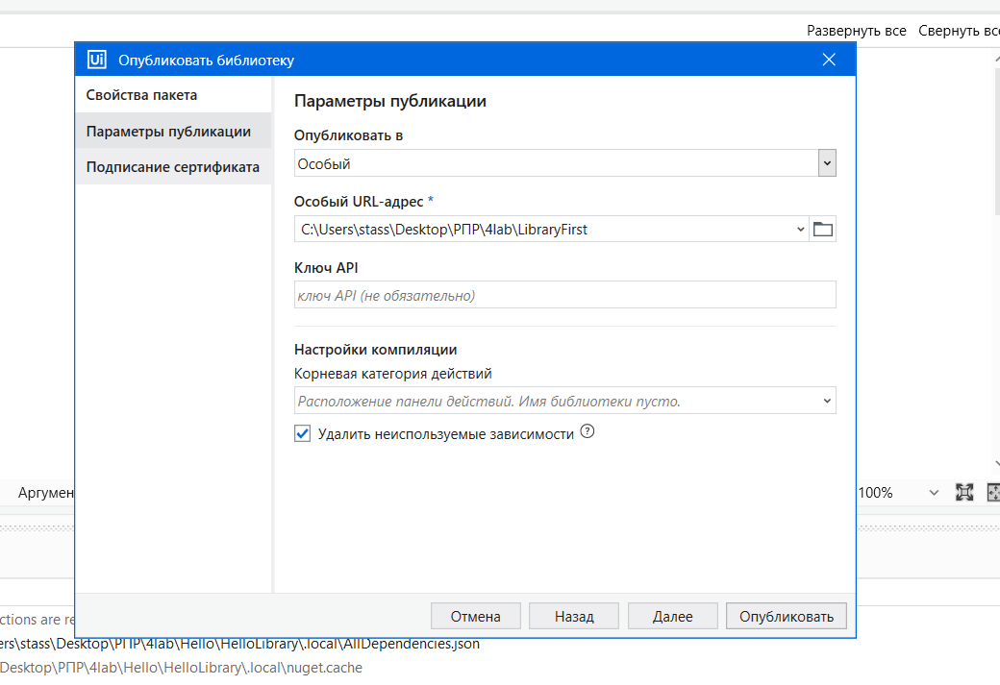 Развернуть все Свернуть все
Ui Опубликовать библиотеку
Свойства пакета
Параметры публикации
Подписание сертификата
Параметры публикации
Опубликовать в
Особый
Особый URL-адрес *
C:\Users\stass\Desktop\РПР\4lab\LibraryFirst
Ключ API
ключ API (не обязательно)
Настройки компиляции
Корневая категория действий
Расположение панели действий. Имя библиотеки пусто.
Удалить неиспользуемые зависимости ?
Аргумен
100%
Отмена Назад Далее Опубликовать
ctions are re
ers\stass\Desktop\РПР\4lab\Hello\HelloLibrary\.local\AllDependencies.json
Desktop\РПР\4lab\Hello\HelloLibrary\.local\nuget.cache